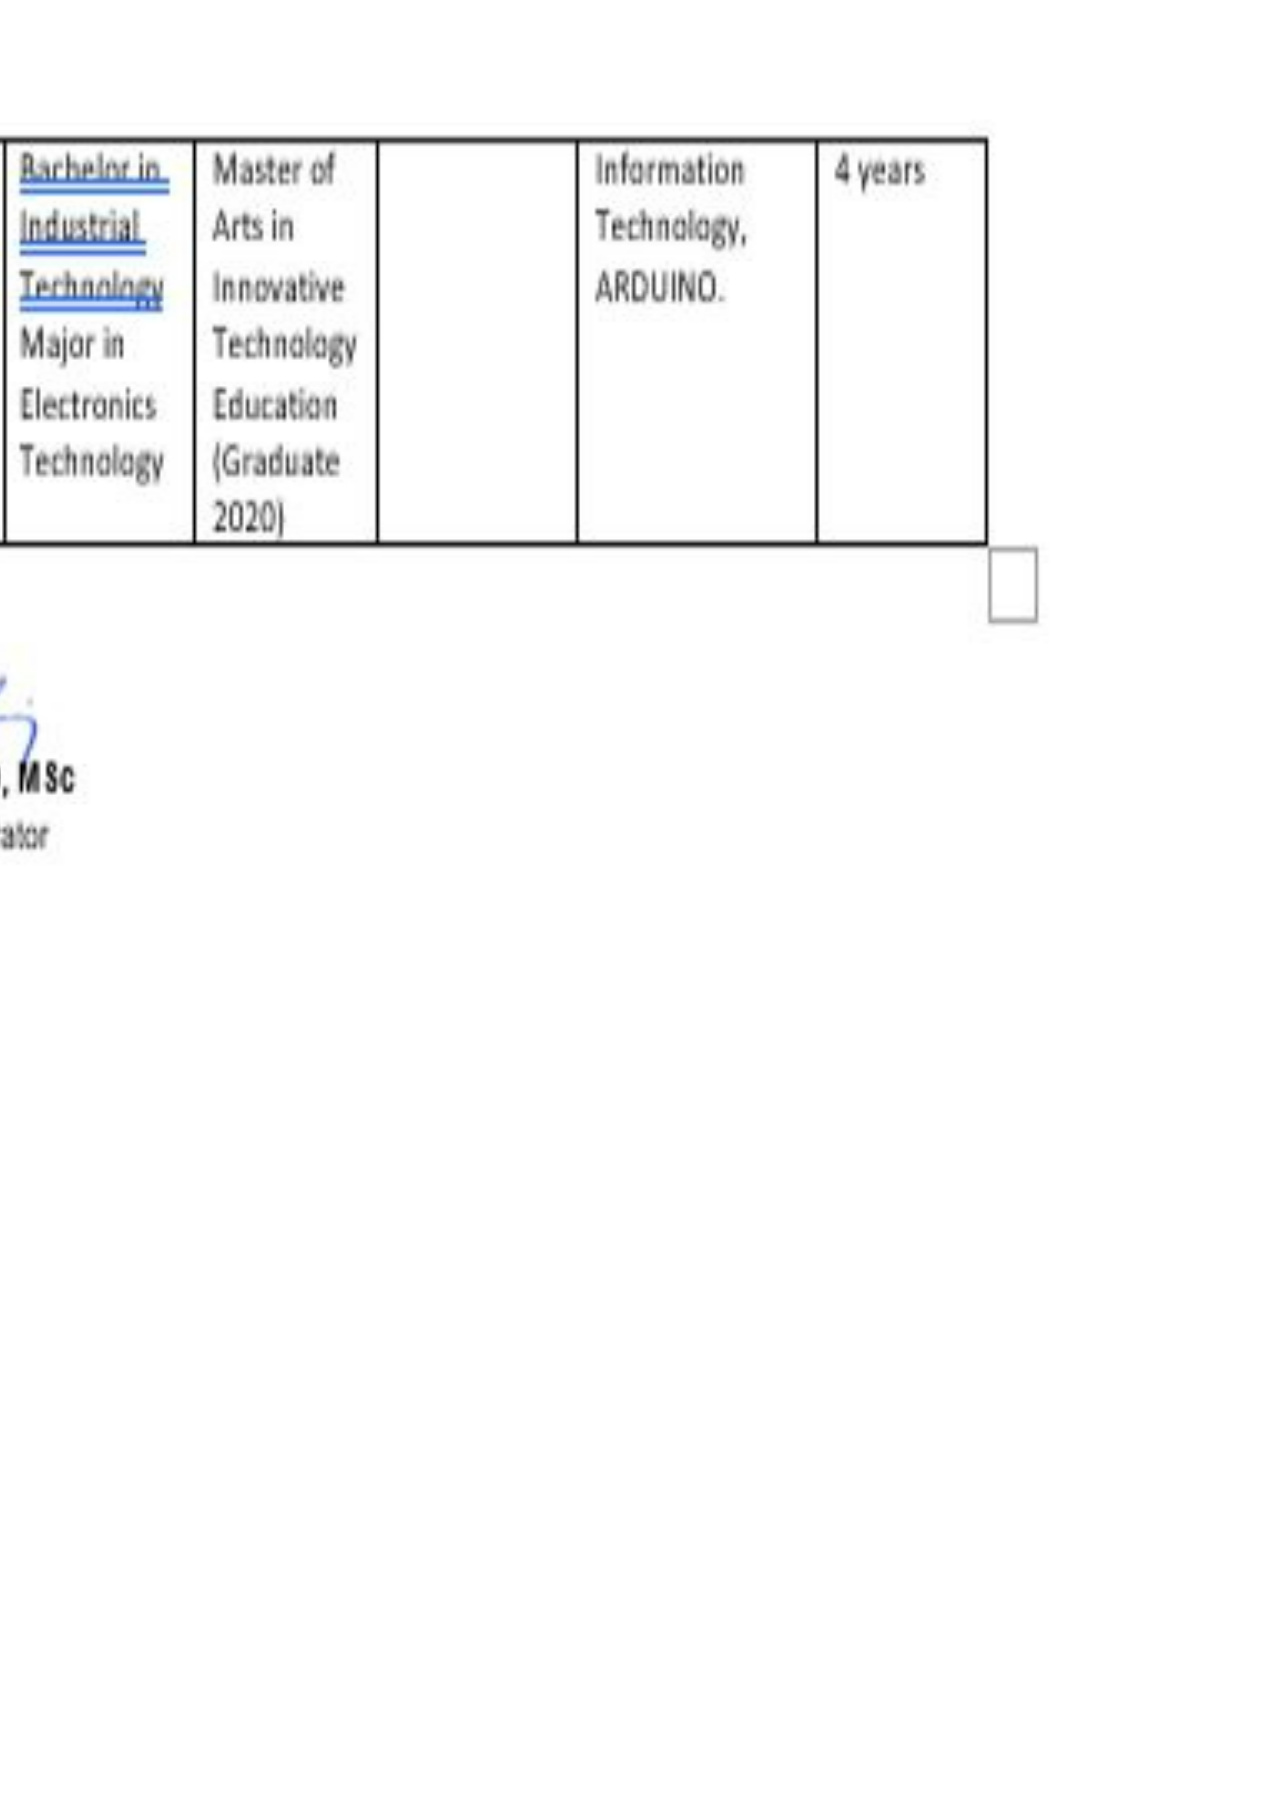 Bachelor in
Industrial
Technology
Major in
Electronics
Technology
Master of
Arts in
Innovative
Technology
Education
(Graduate
2020)
Information
Technology,
ARDUINO.
4 years
, MSc
ator